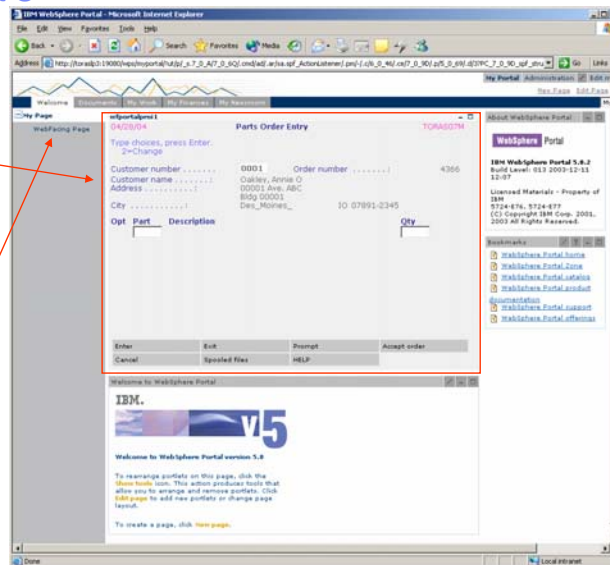 IBM WebSphere Portal - Microsoft Internet Explorer
File Edit View Favorites Tools Help
Back Search Favorites Media
Address
Go Links
My Portal Administration
New Page Edit Page
Welcome Documents My Work My Finances My Newsroom
My Page
WebFacing Page
wfportalproj1
04/28/04 Parts Order Entry TORAS07M
Type choices, press Enter.
2=Change
Customer number . . . . . . . 0001 Order number . . . . . . . : 4366
Customer name . . . . . . . . : Oakley, Annie O
Address . . . . . . . . . . . : 00001 Ave. ABC
Bldg 00001
City . . . . . . . . . . . . : Des_Moines_ IO 07891-2345
Opt Part Description Qty
Enter Exit Prompt Accept order
Cancel Spooled files HELP
Welcome to WebSphere Portal
IBM.
v5
Welcome to WebSphere Portal version 5.0
To rearrange portlets on this page, click the
Show tools icon. This action produces tools that
allow you to arrange and remove portlets. Click
Edit page to add new portlets or change page
layout.
To create a page, click New page.
About WebSphere Portal
WebSphere Portal
IBM WebSphere Portal 5.0.2
Build Level: 013 2003-12-11
12:07
Licensed Materials - Property of
IBM
5724-E76, 5724-E77
(C) Copyright IBM Corp. 2001,
2003 All Rights Reserved.
Bookmarks
WebSphere Portal home
WebSphere Portal Zone
WebSphere Portal catalog
WebSphere Portal product
documentation
WebSphere Portal support
WebSphere Portal offerings
Done Local intranet